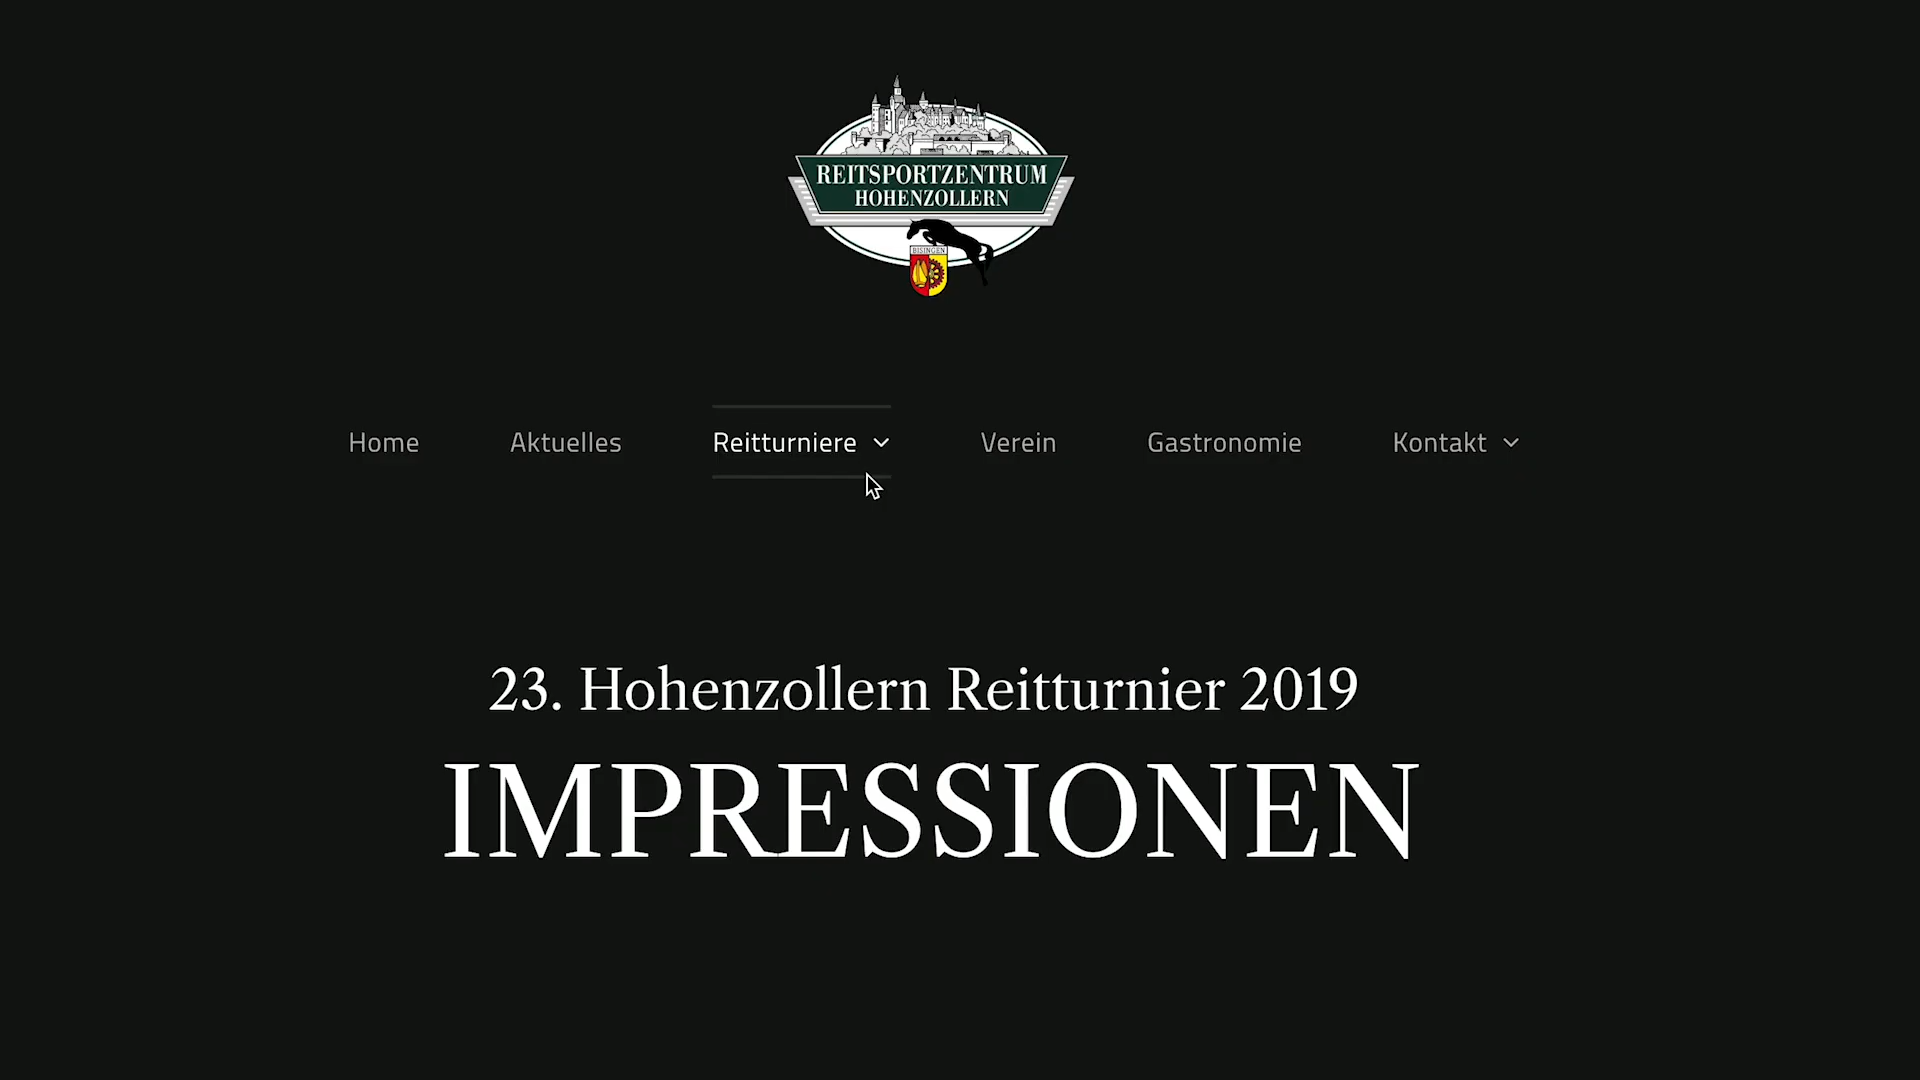 REITSPORTZENTRUM
HOHENZOLLERN
BISINGEN
Home Aktuelles Reitturniere Verein Gastronomie Kontakt
23. Hohenzollern Reitturnier 2019
IMPRESSIONEN